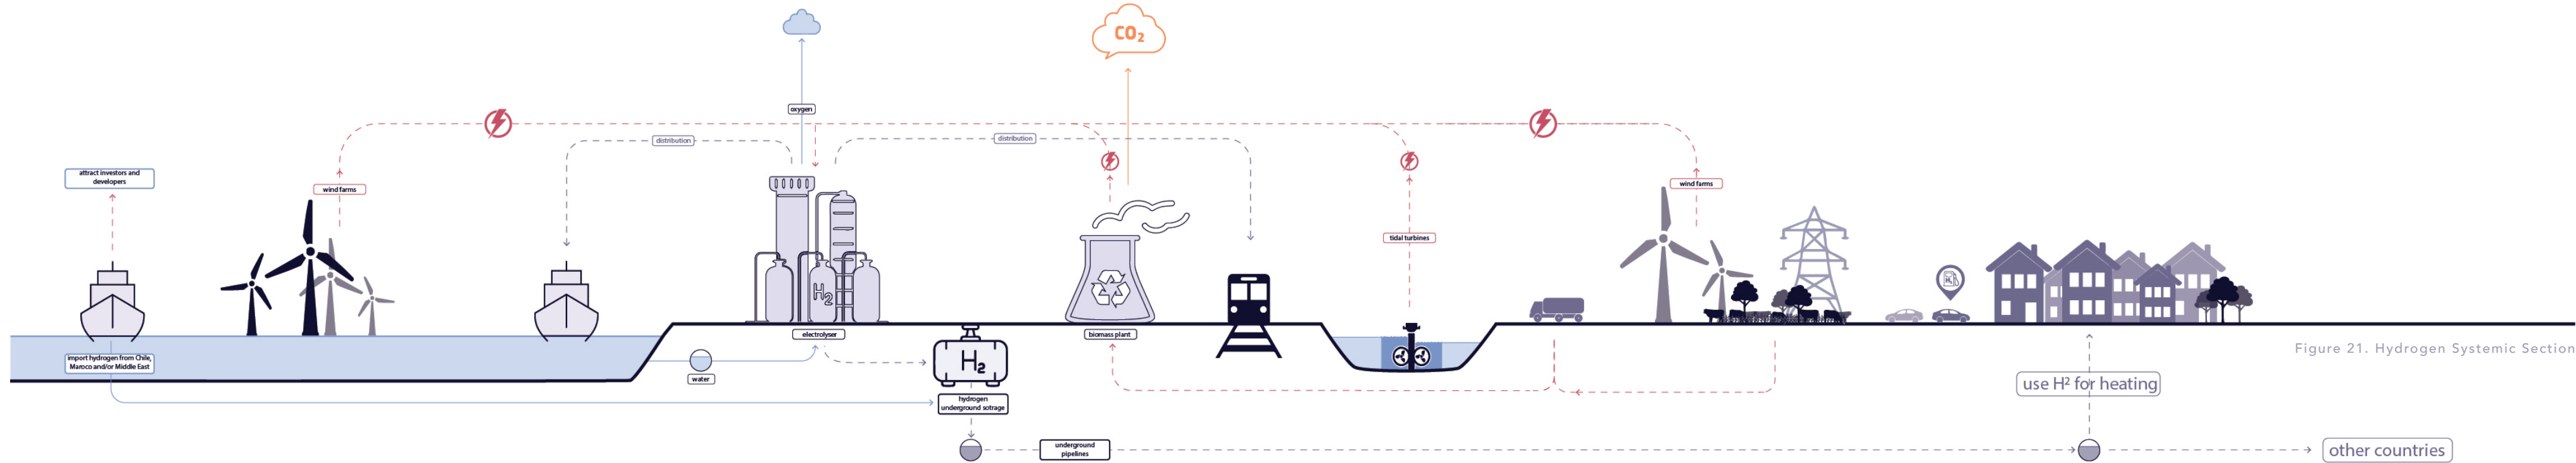 CO₂
oxygen
distribution
distribution
attract investors and
developers
wind farms
wind farms
tidal turbines
H₂
H₂
electrolyser
biomass plant
import hydrogen from Chile,
Maroco and/or Middle East
water
H₂
hydrogen
underground sotrage
underground
pipelines
Figure 21. Hydrogen Systemic Section
use H² for heating
other countries